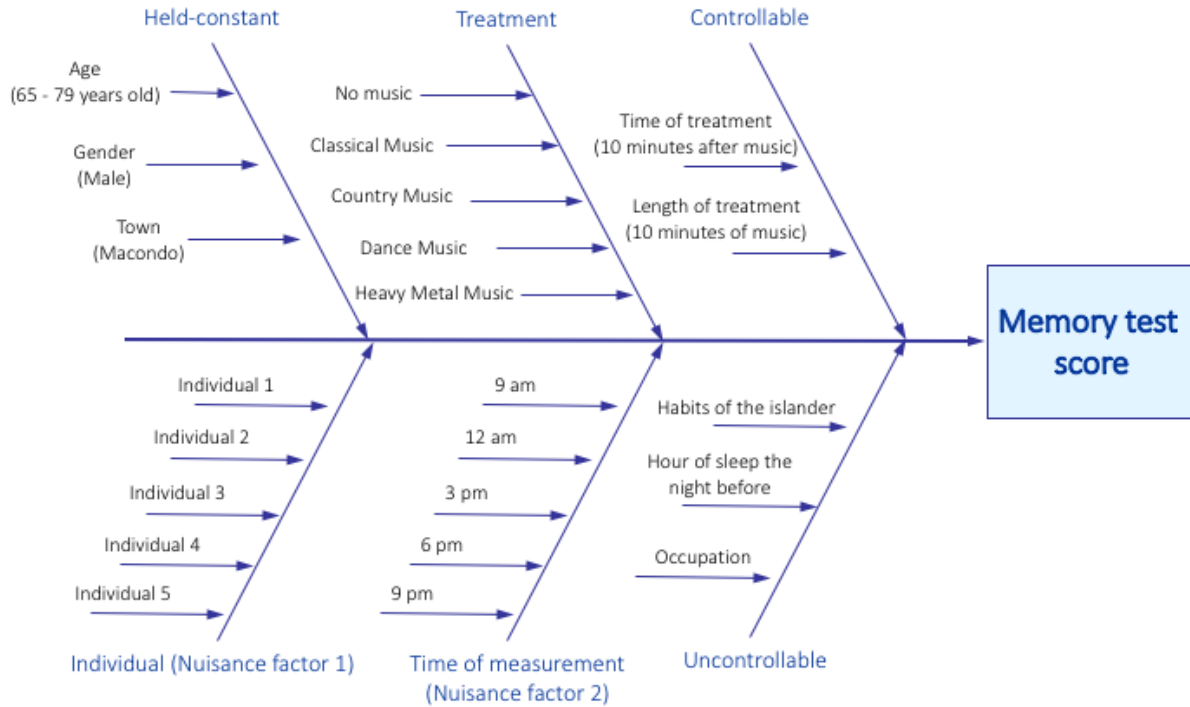 Held-constant
Treatment
Controllable
Age
(65 - 79 years old)
Gender
(Male)
Town
(Macondo)
No music
Classical Music
Country Music
Dance Music
Heavy Metal Music
Time of treatment
(10 minutes after music)
Length of treatment
(10 minutes of music)
Memory test
score
Individual 1
Individual 2
Individual 3
Individual 4
Individual 5
Individual (Nuisance factor 1)
9 am
12 am
3 pm
6 pm
9 pm
Time of measurement
(Nuisance factor 2)
Habits of the islander
Hour of sleep the
night before
Occupation
Uncontrollable